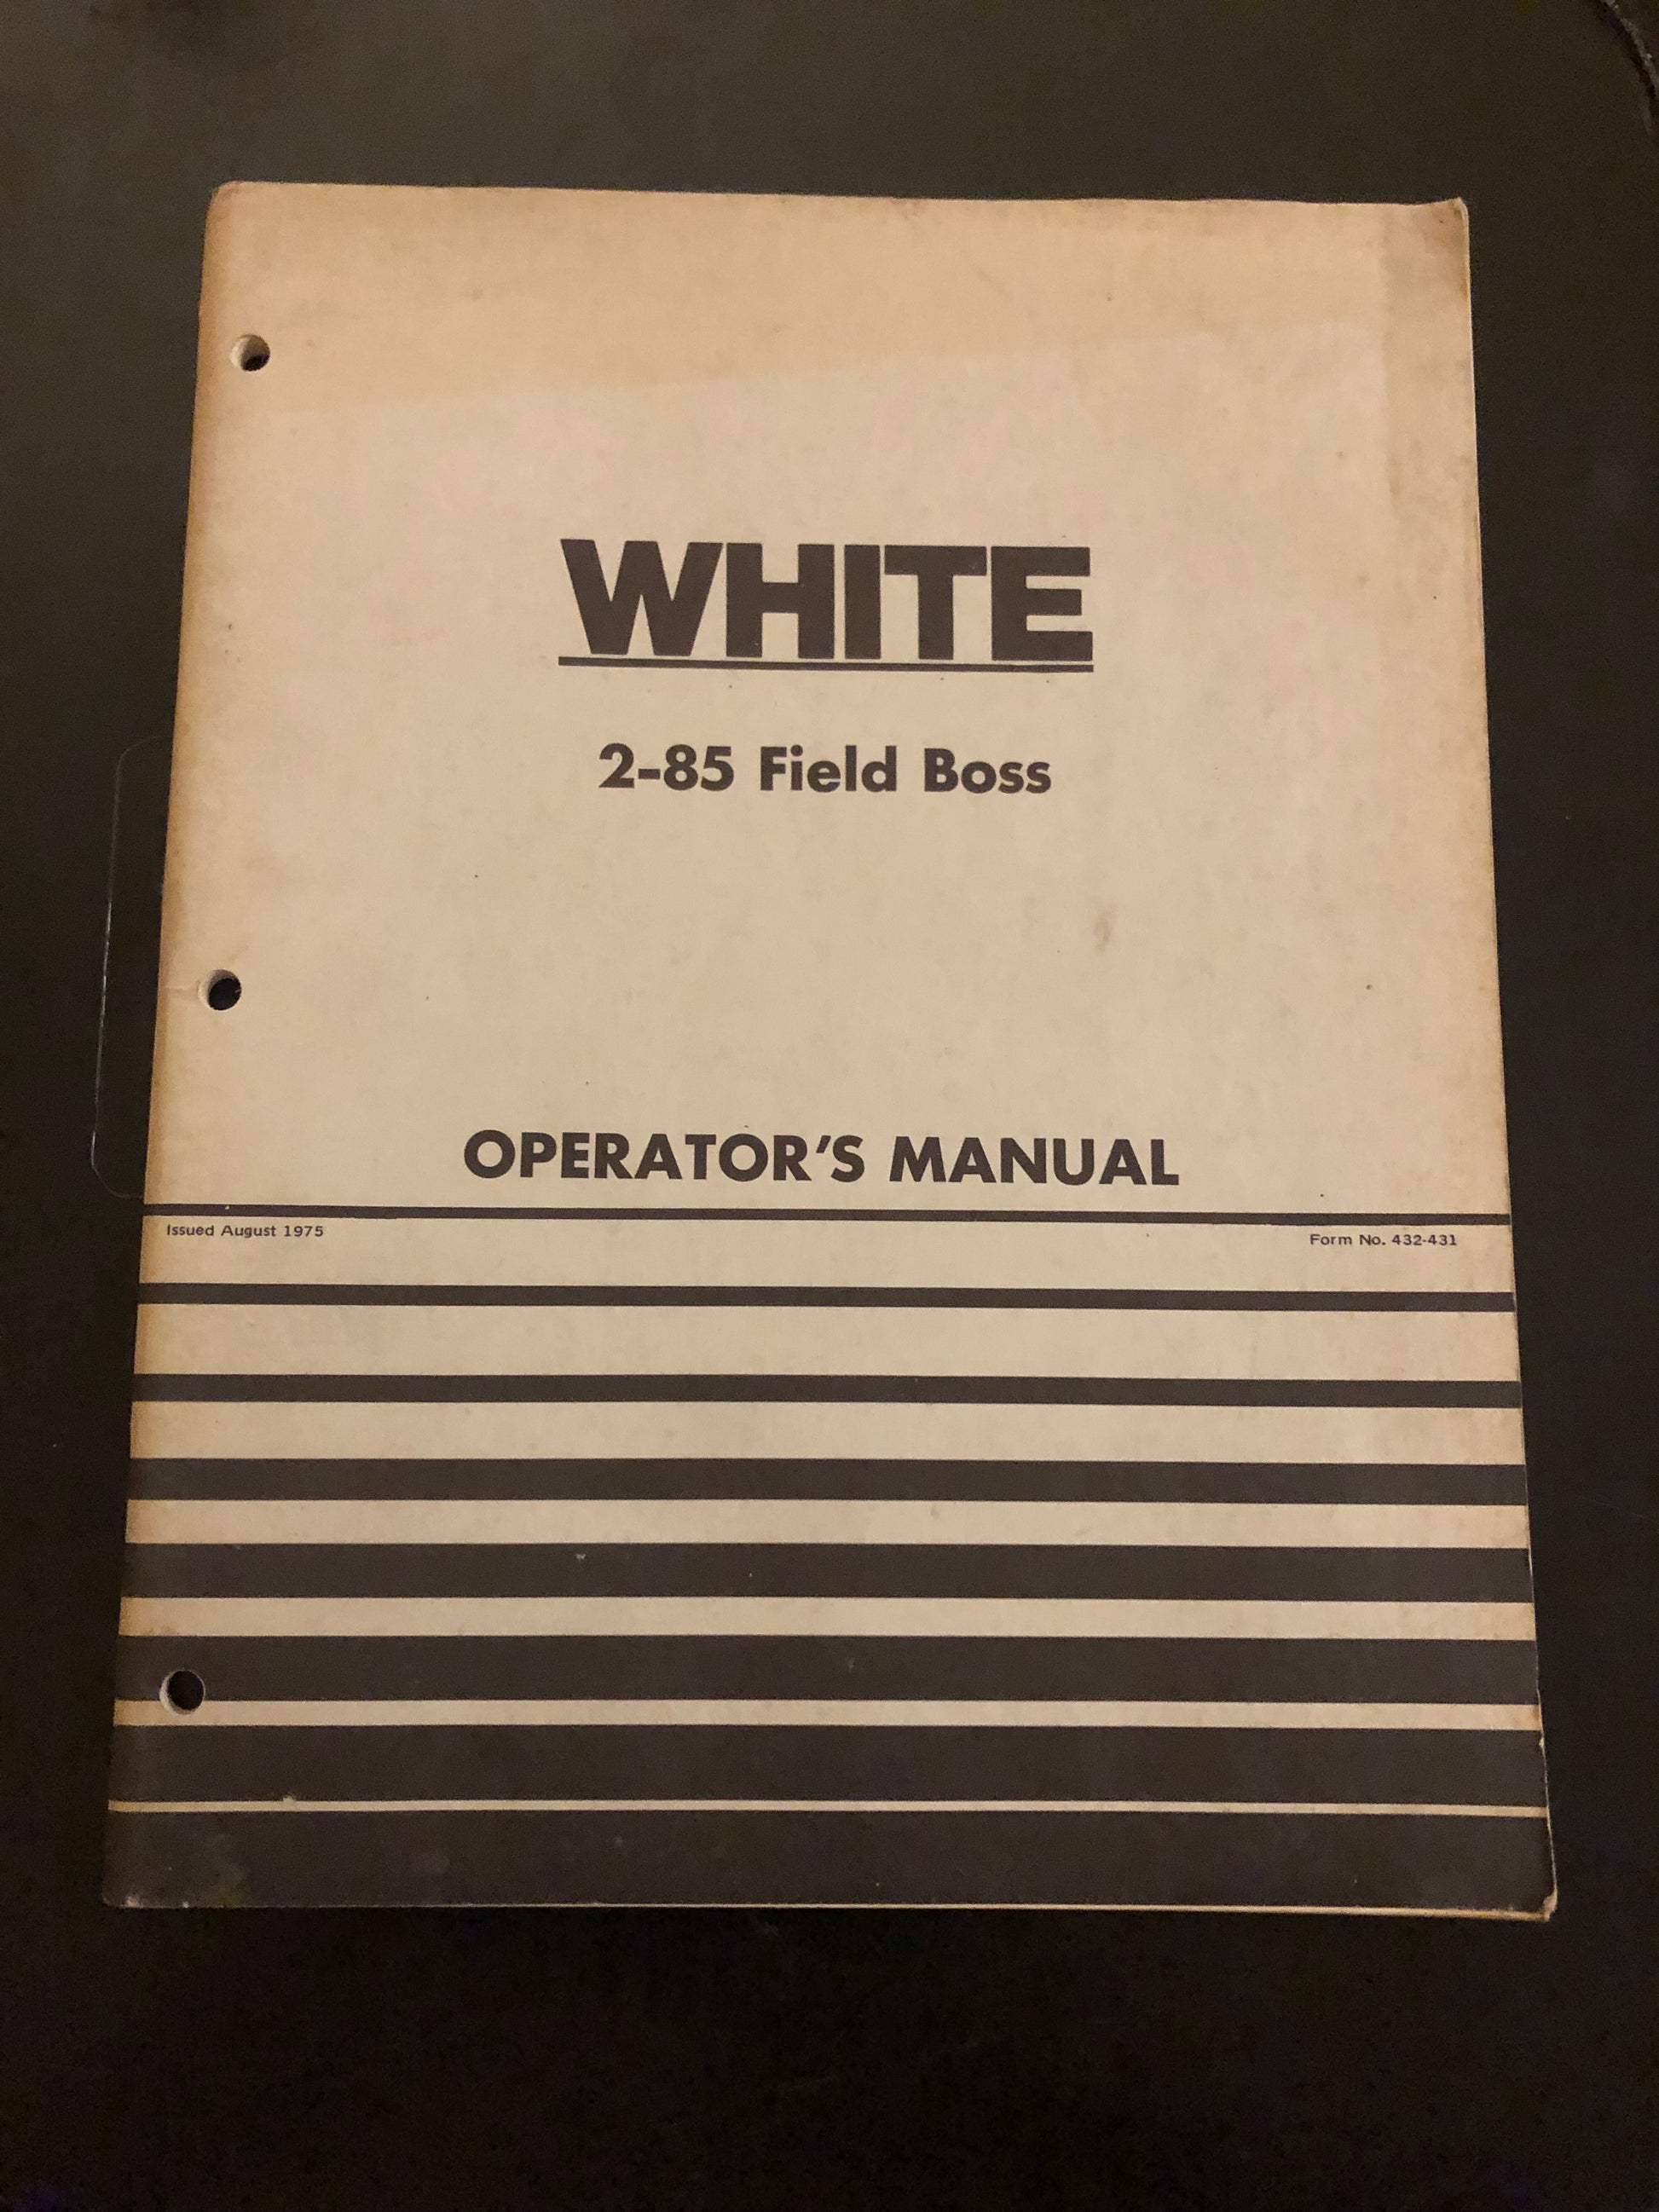 WHITE
2-85 Field Boss
OPERATOR'S MANUAL
Issued August 1975
Form No. 432-431